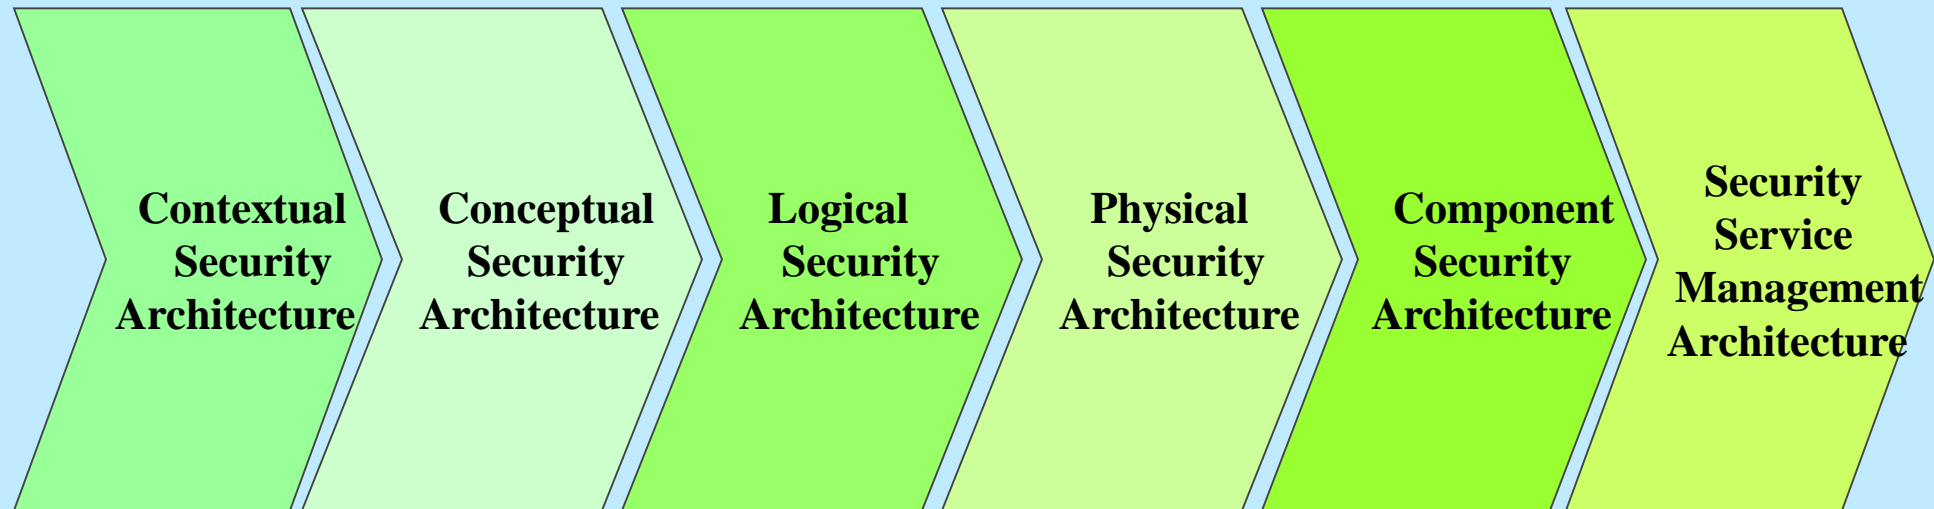 Contextual
Security
Architecture
Conceptual
Security
Architecture
Logical
Security
Architecture
Physical
Security
Architecture
Component
Security
Architecture
Security
Service
Management
Architecture